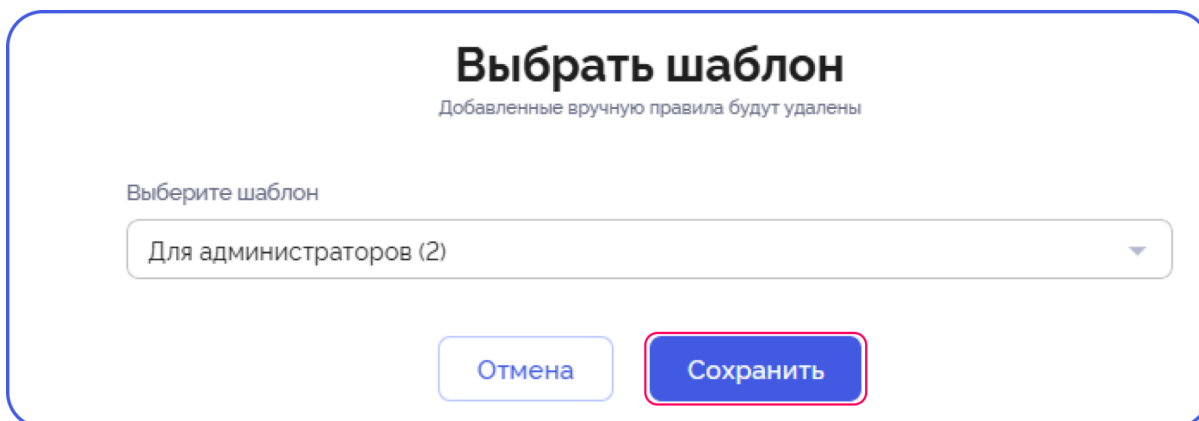 Выбрать шаблон
Добавленные вручную правила будут удалены
Выберите шаблон
Для администраторов (2)
Отмена
Сохранить